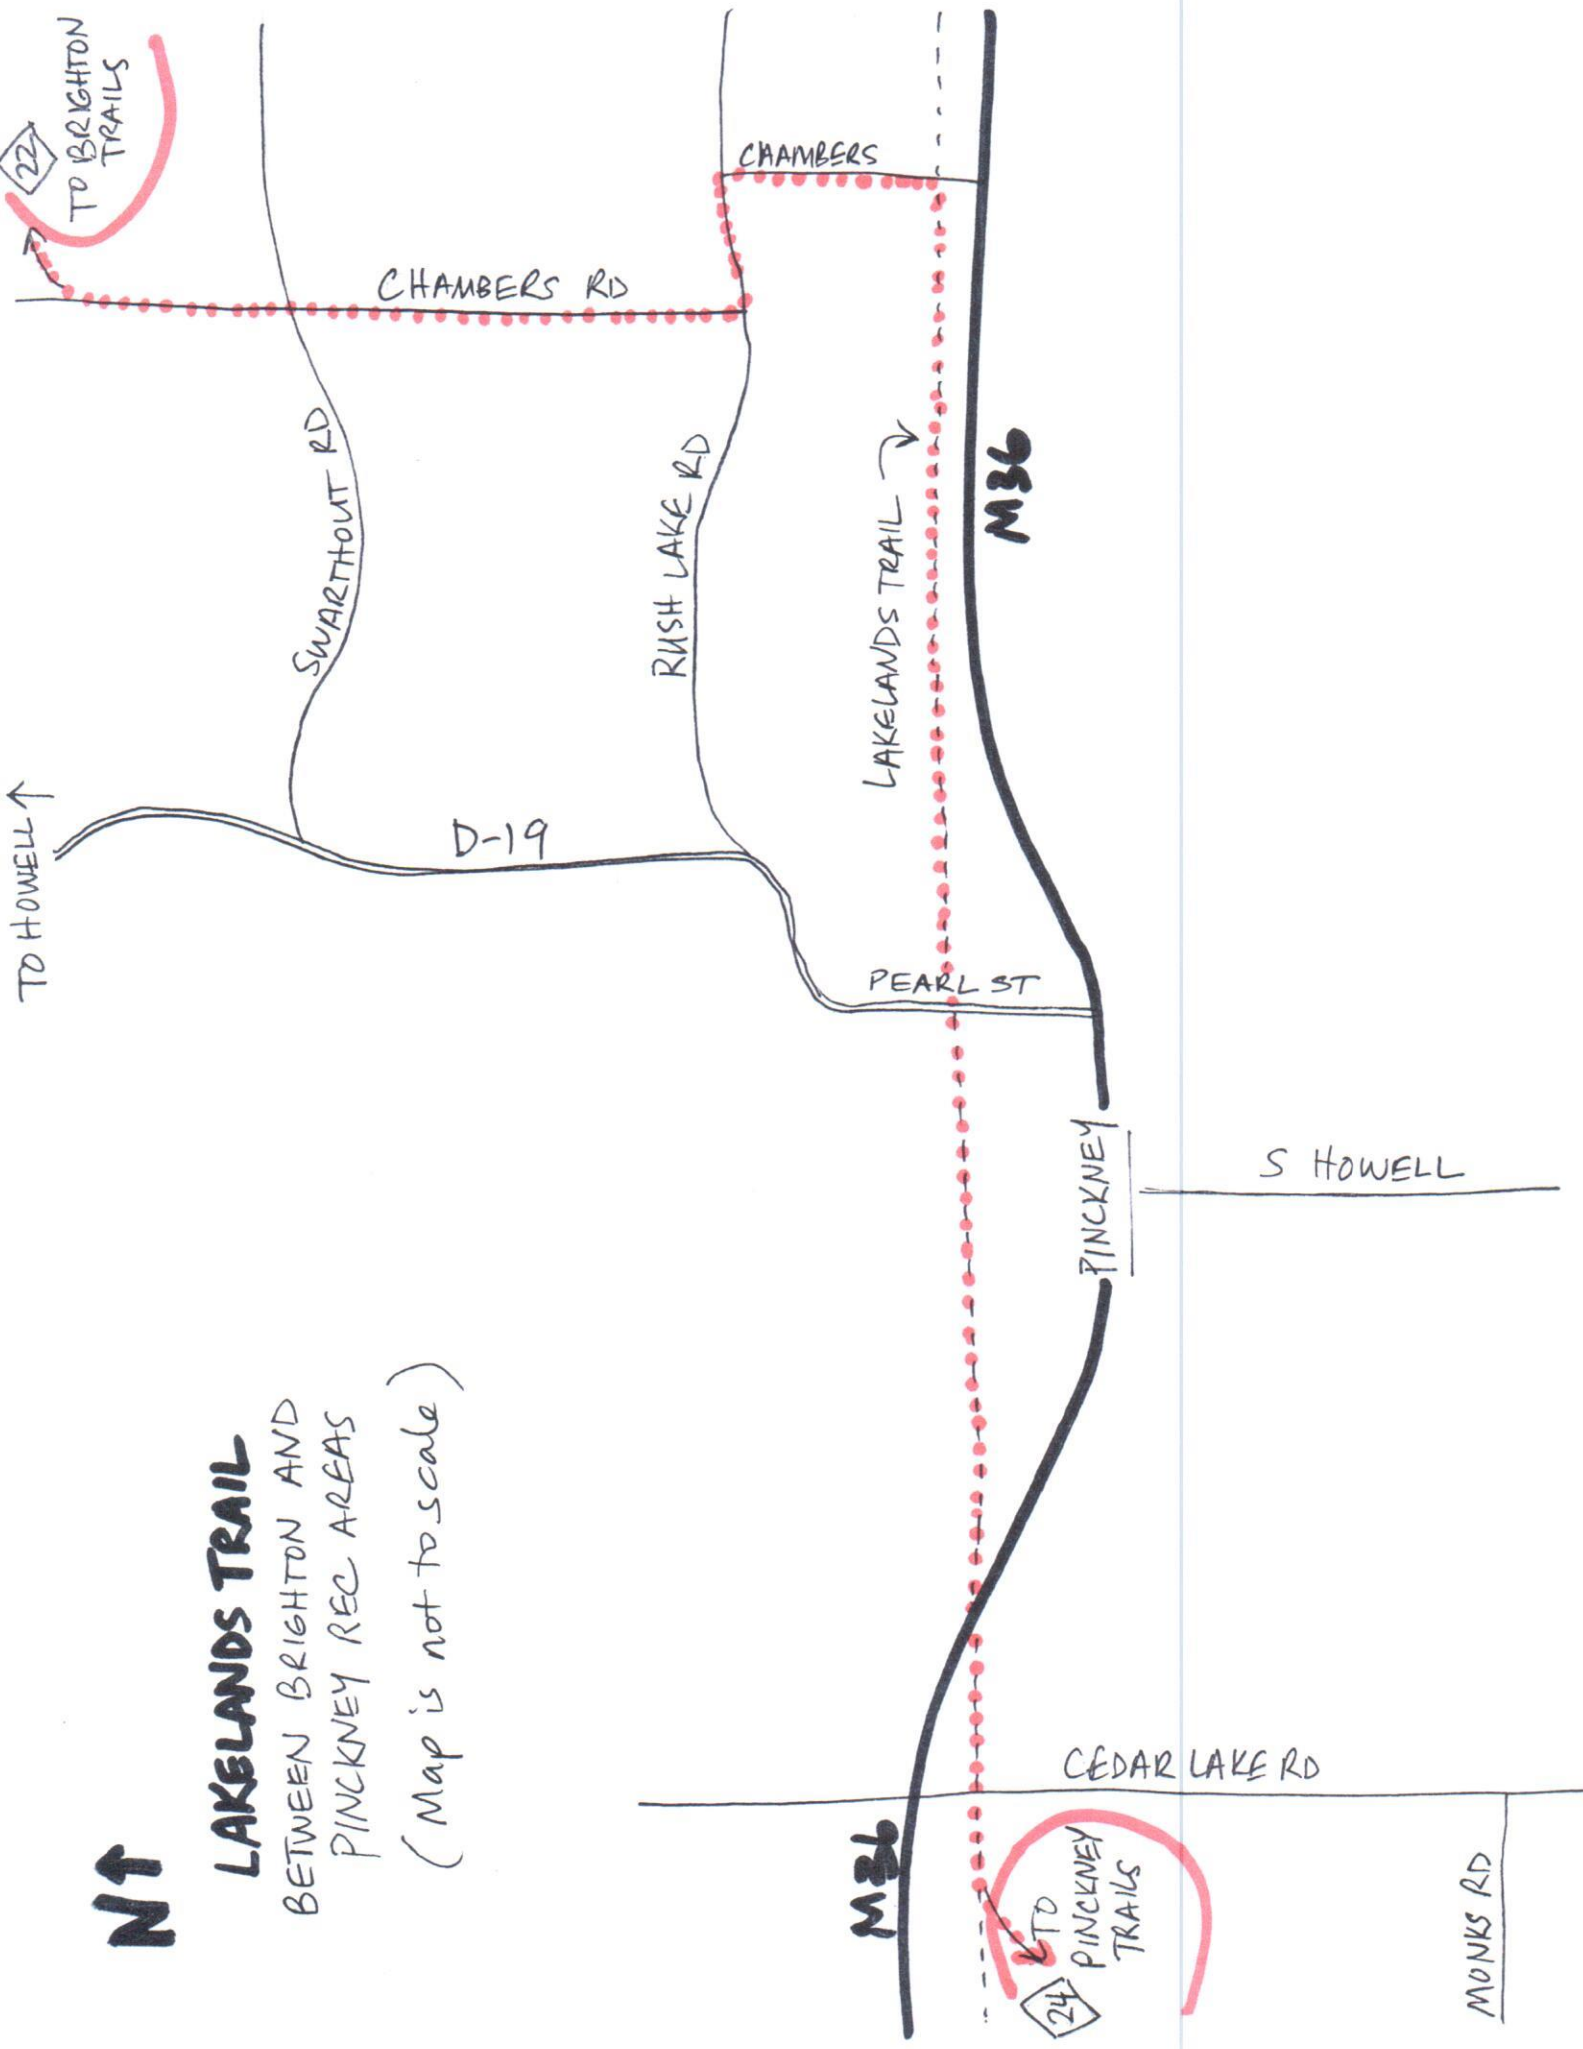 N↑
LAKELANDS TRAIL
BETWEEN BRIGHTON AND
PINCKNEY REC AREAS
(Map is not to scale)
TO HOWELL ↑
22
TO BRIGHTON
TRAILS
SWARTHOUT RD
CHAMBERS RD
D-19
RUSH LAKE RD
CHAMBERS
LAKELANDS TRAIL
PEARL ST
M36
M36
PINCKNEY
S HOWELL
CEDAR LAKE RD
24
TO
PINCKNEY
TRAILS
MONKS RD